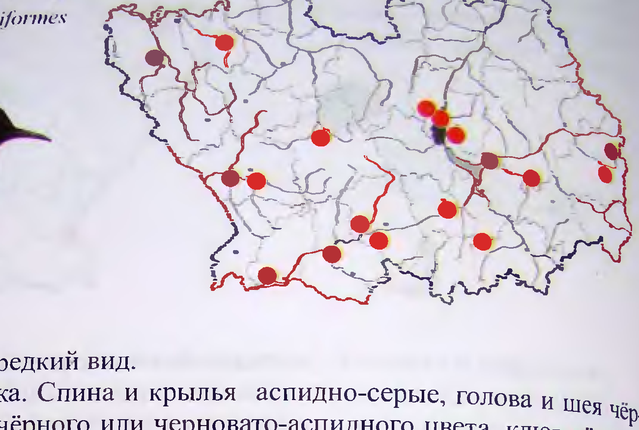 iformes
редкий вид.
ка. Спина и крылья аспидно-серые, голова и шея чёр-
чёрного или черновато-аспидного цвета,